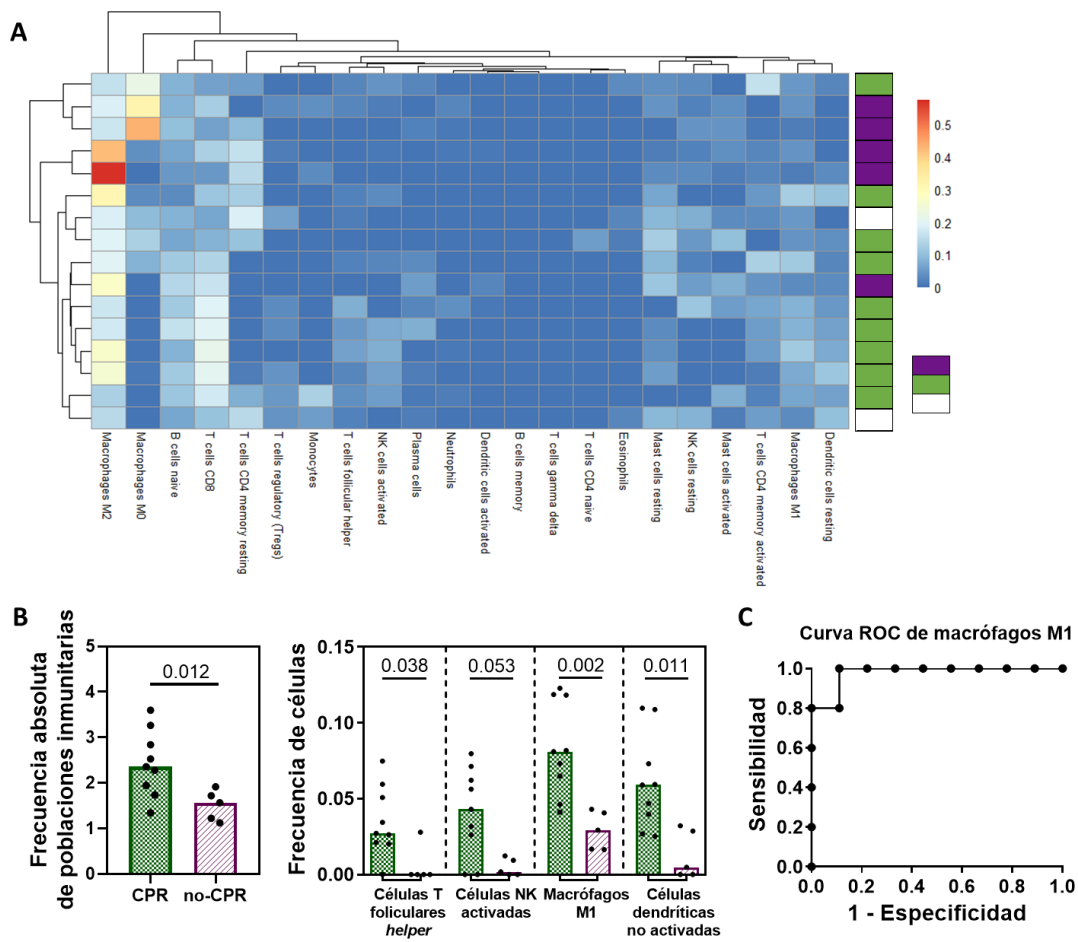 A
0.5
0.4
0.3
0.2
0.1
0
Macrophages M2
Macrophages M0
B cells naive
T cells CD8
T cells CD4 memory resting
T cells regulatory (Tregs)
Monocytes
T cells follicular helper
NK cells activated
Plasma cells
Neutrophils
Dendritic cells activated
B cells memory
T cells gamma delta
T cells CD4 naive
Eosinophils
Mast cells resting
NK cells resting
Mast cells activated
T cells CD4 memory activated
Macrophages M1
Dendritic cells resting
B
Frecuencia absoluta
de poblaciones inmunitarias
5
4
3
2
1
0
0.012
CPR
no-CPR
Frecuencia de células
0.15
0.10
0.05
0.00
0.038
0.053
0.002
0.011
Células T
foliculares
helper
Células NK
activadas
Macrófagos
M1
Células
dendríticas
no activadas
C
Curva ROC de macrófagos M1
Sensibilidad
1.0
0.8
0.6
0.4
0.2
0.0
0.0
0.2
0.4
0.6
0.8
1.0
1 - Especificidad